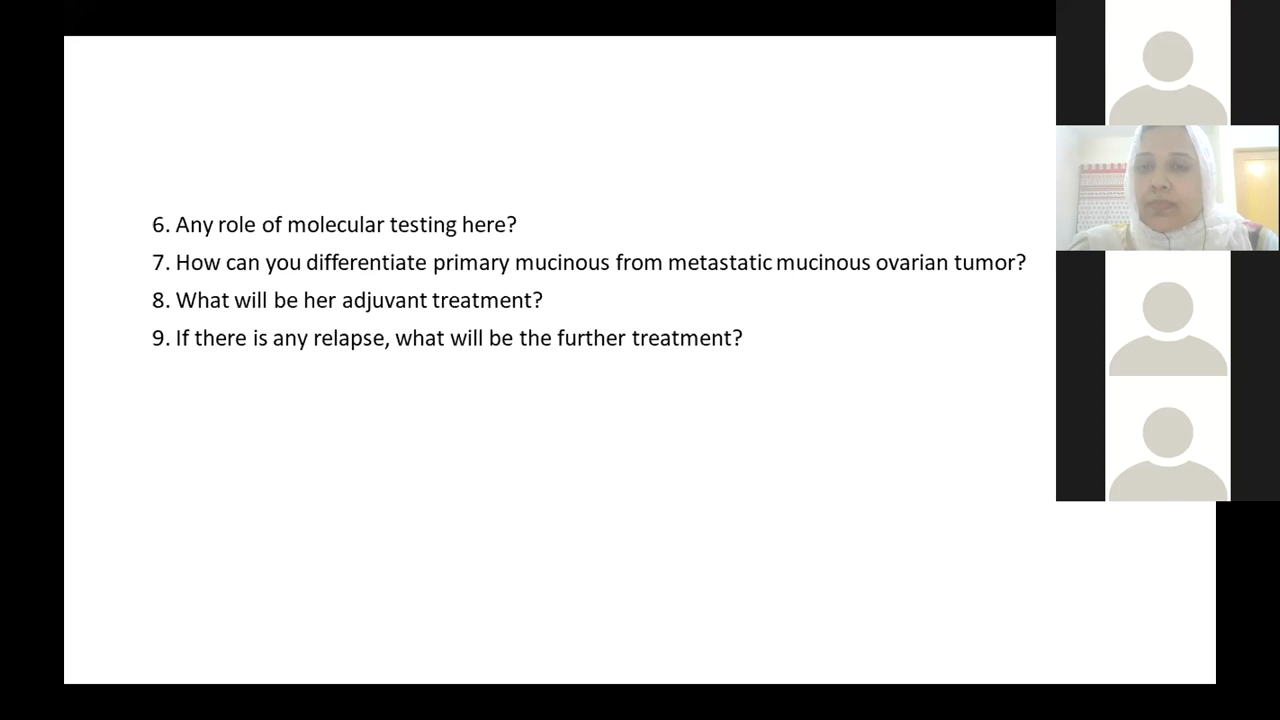 6. Any role of molecular testing here?
7. How can you differentiate primary mucinous from metastatic mucinous ovarian tumor?
8. What will be her adjuvant treatment?
9. If there is any relapse, what will be the further treatment?